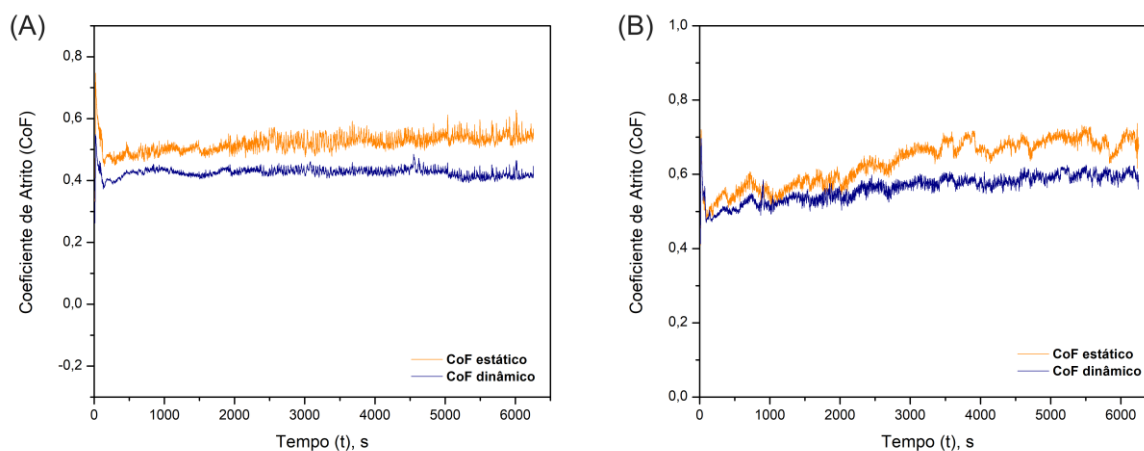 (A)
Coeficiente de Atrito (CoF)
0,8
0,6
0,4
0,2
0,0
-0,2
CoF estático
CoF dinâmico
0 1000 2000 3000 4000 5000 6000
Tempo (t), s
(B)
Coeficiente de Atrito (CoF)
1,0
0,8
0,6
0,4
0,2
0,0
CoF estático
CoF dinâmico
0 1000 2000 3000 4000 5000 6000
Tempo (t), s